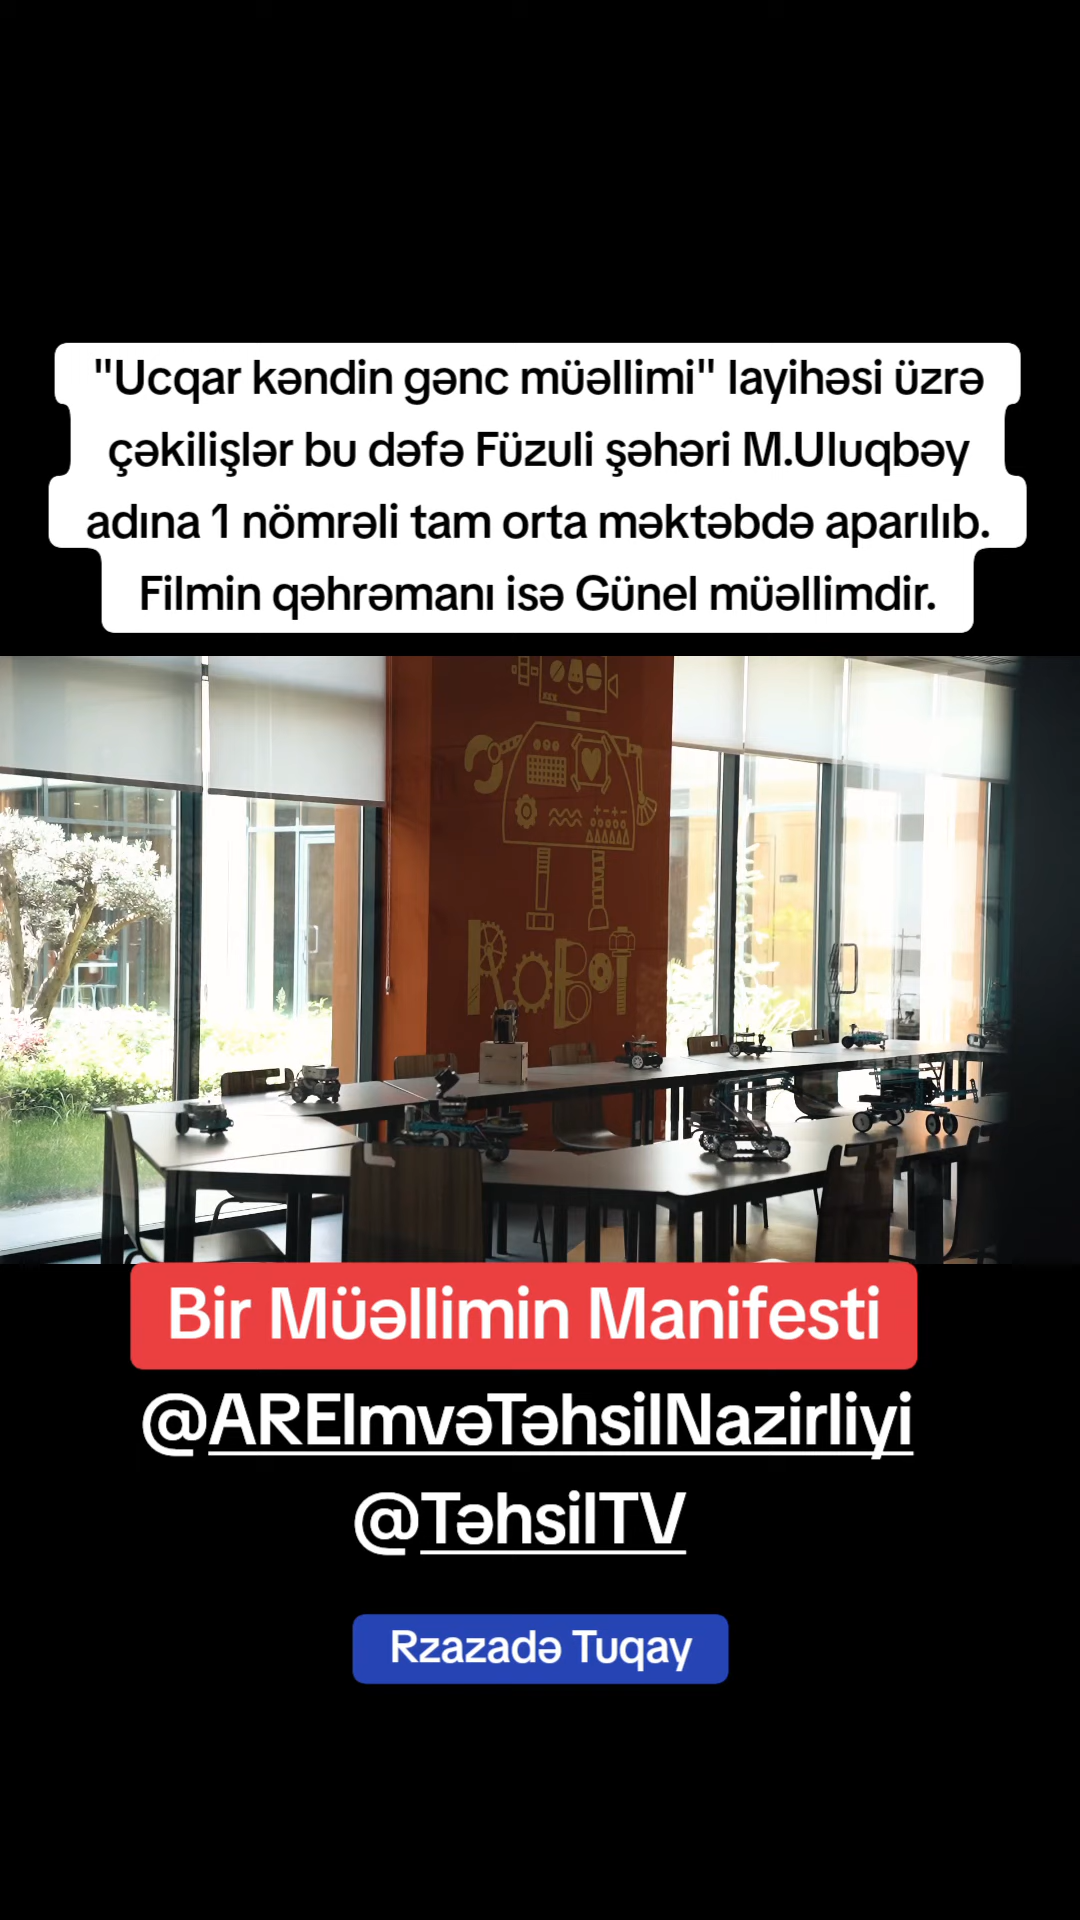 "Ucqar kəndin gənc müəllimi" layihəsi üzrə
çəkilişlər bu dəfə Füzuli şəhəri M.Uluqbəy
adına 1 nömrəli tam orta məktəbdə aparılıb.
Filmin qəhrəmanı isə Günel müəllimdir.
ROBOT
Bir Müəllimin Manifesti
@ARElmvəTəhsilNazirliyi
@TəhsilTV
Rzazadə Tuqay